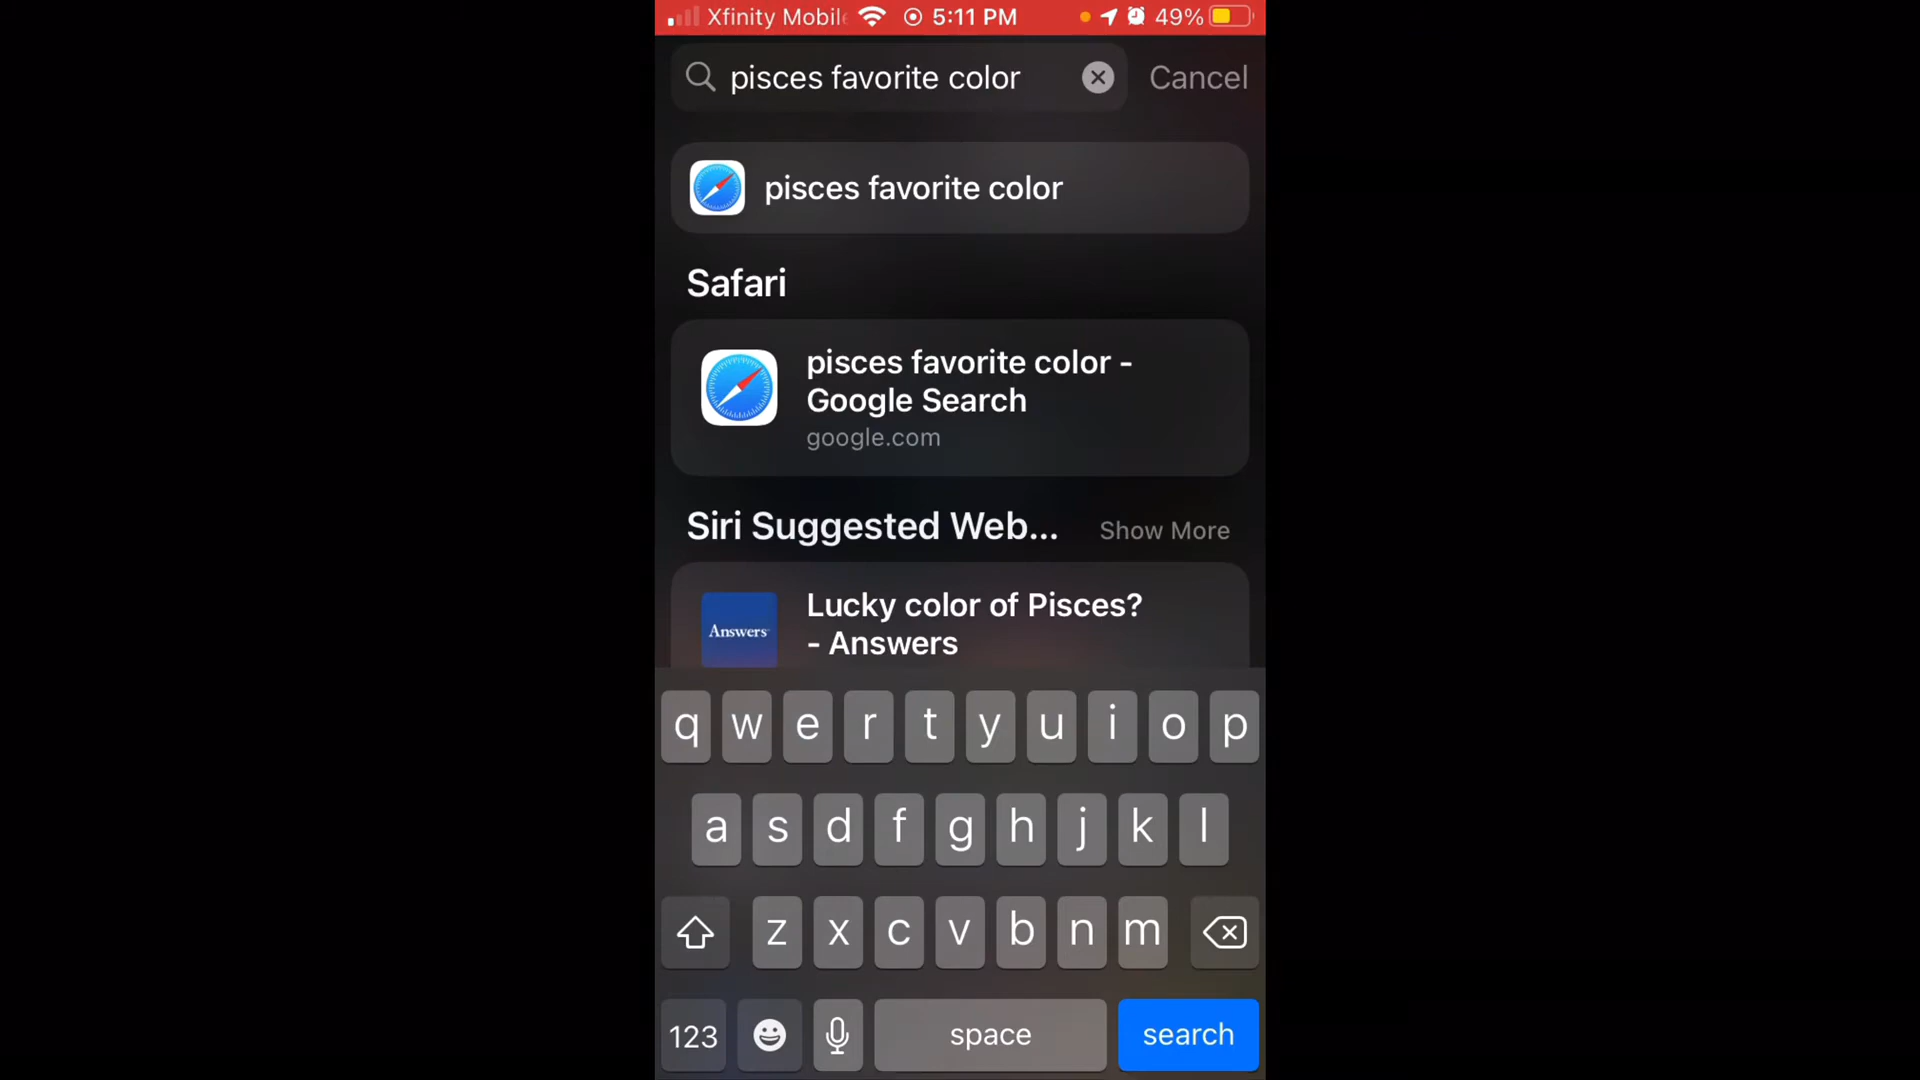 Xfinity Mobile 5:11 PM 49%
pisces favorite color Cancel
pisces favorite color
Safari
pisces favorite color -
Google Search
google.com
Siri Suggested Web... Show More
Answers
Lucky color of Pisces?
- Answers
q w e r t y u i o p
a s d f g h j k l
z x c v b n m
123 space search